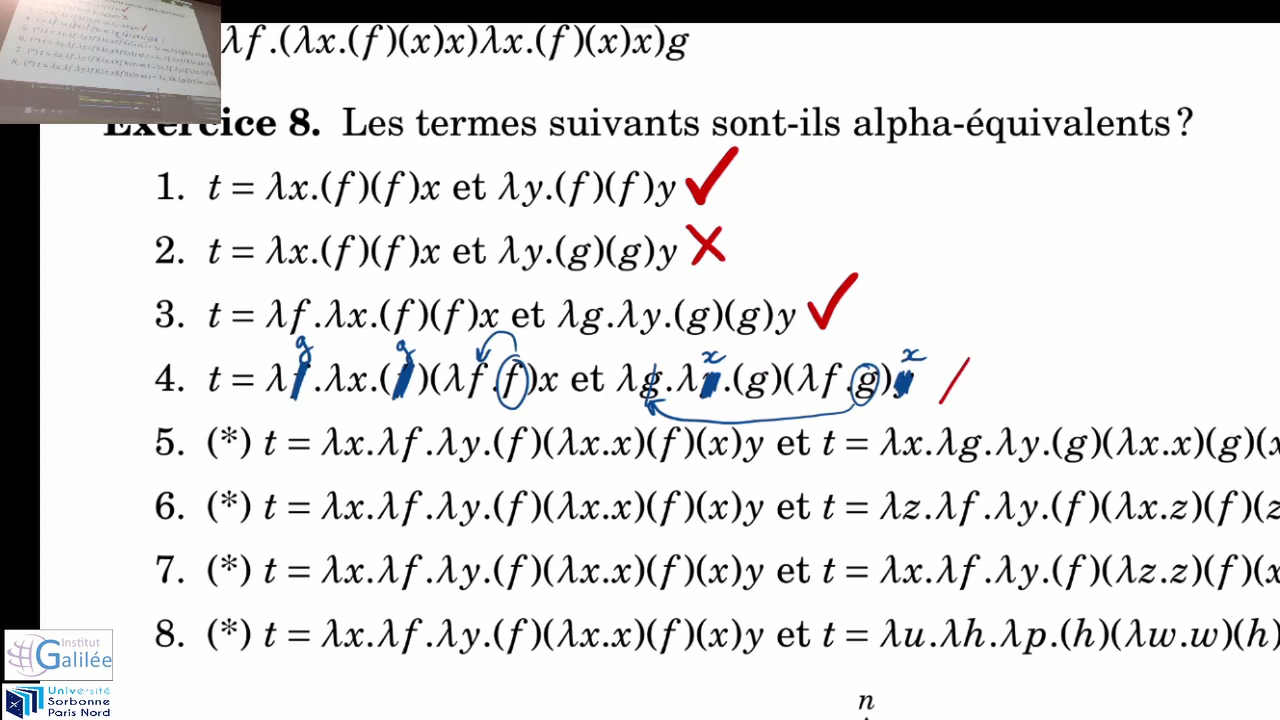 λf.(λx.(f)(x)x)λx.(f)(x)x)g
Exercice 8. Les termes suivants sont-ils alpha-équivalents ?
1. t = λx.(f)(f)x et λy.(f)(f)y ✓
2. t = λx.(f)(f)x et λy.(g)(g)y ✗
3. t = λf.λx.(f)(f)x et λg.λy.(g)(g)y ✓
g g x x
4. t = λf.λx.(f)(λf.f)x et λg.λy.(g)(λf.g)y /
5. (*) t = λx.λf.λy.(f)(λx.x)(f)(x)y et t = λx.λg.λy.(g)(λx.x)(g)(x
6. (*) t = λx.λf.λy.(f)(λx.x)(f)(x)y et t = λz.λf.λy.(f)(λx.z)(f)(z
7. (*) t = λx.λf.λy.(f)(λx.x)(f)(x)y et t = λx.λf.λy.(f)(λz.z)(f)(x
8. (*) t = λx.λf.λy.(f)(λx.x)(f)(x)y et t = λu.λh.λp.(h)(λw.w)(h)
n
Institut
Galilée
Université
Sorbonne
Paris Nord